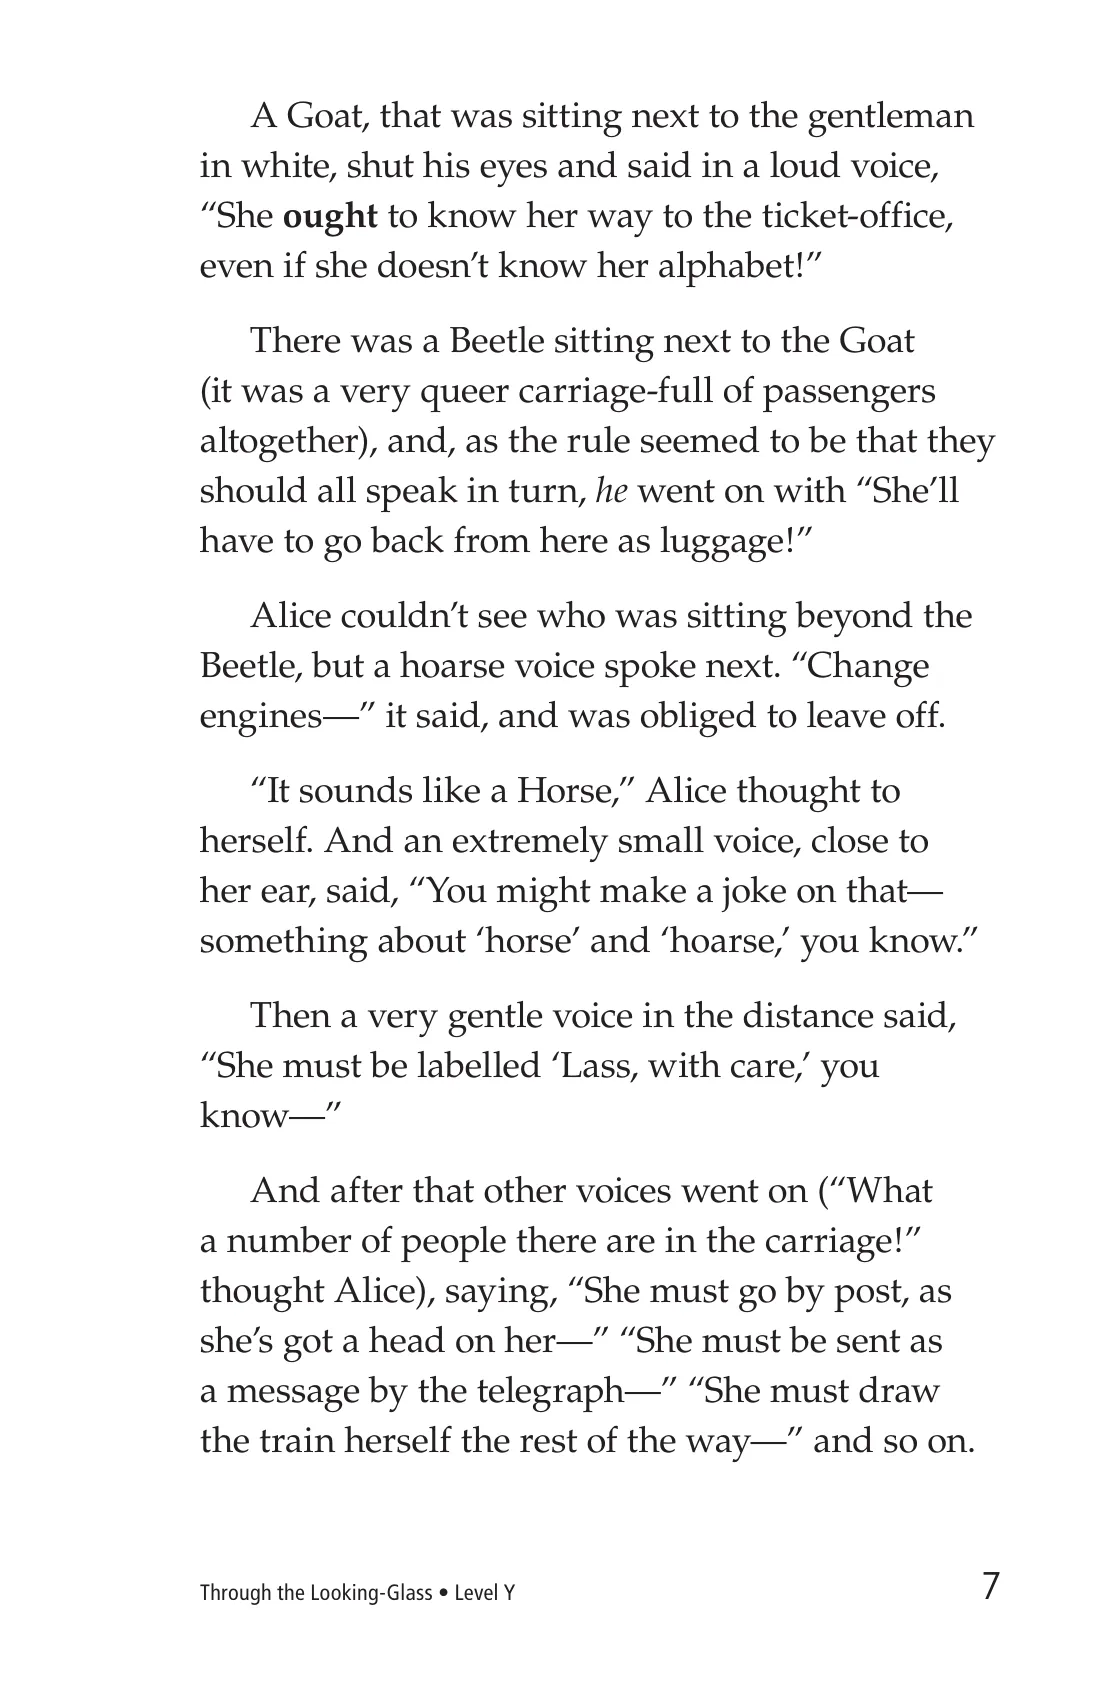 A Goat, that was sitting next to the gentleman
in white, shut his eyes and said in a loud voice,
“She ought to know her way to the ticket-office,
even if she doesn’t know her alphabet!”
There was a Beetle sitting next to the Goat
(it was a very queer carriage-full of passengers
altogether), and, as the rule seemed to be that they
should all speak in turn, he went on with “She’ll
have to go back from here as luggage!”
Alice couldn’t see who was sitting beyond the
Beetle, but a hoarse voice spoke next. “Change
engines—” it said, and was obliged to leave off.
“It sounds like a Horse,” Alice thought to
herself. And an extremely small voice, close to
her ear, said, “You might make a joke on that—
something about ‘horse’ and ‘hoarse,’ you know.”
Then a very gentle voice in the distance said,
“She must be labelled ‘Lass, with care,’ you
know—”
And after that other voices went on (“What
a number of people there are in the carriage!”
thought Alice), saying, “She must go by post, as
she’s got a head on her—” “She must be sent as
a message by the telegraph—” “She must draw
the train herself the rest of the way—” and so on.
Through the Looking-Glass • Level Y
7